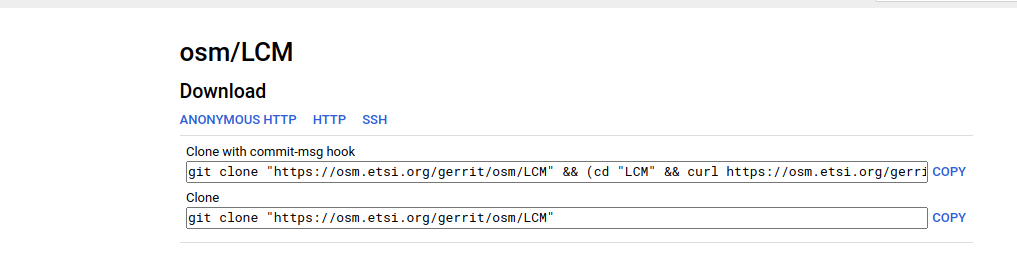 osm/LCM
Download
ANONYMOUS HTTP HTTP SSH
Clone with commit-msg hook
git clone "https://osm.etsi.org/gerrit/osm/LCM" && (cd "LCM" && curl https://osm.etsi.org/gerri COPY
Clone
git clone "https://osm.etsi.org/gerrit/osm/LCM" COPY